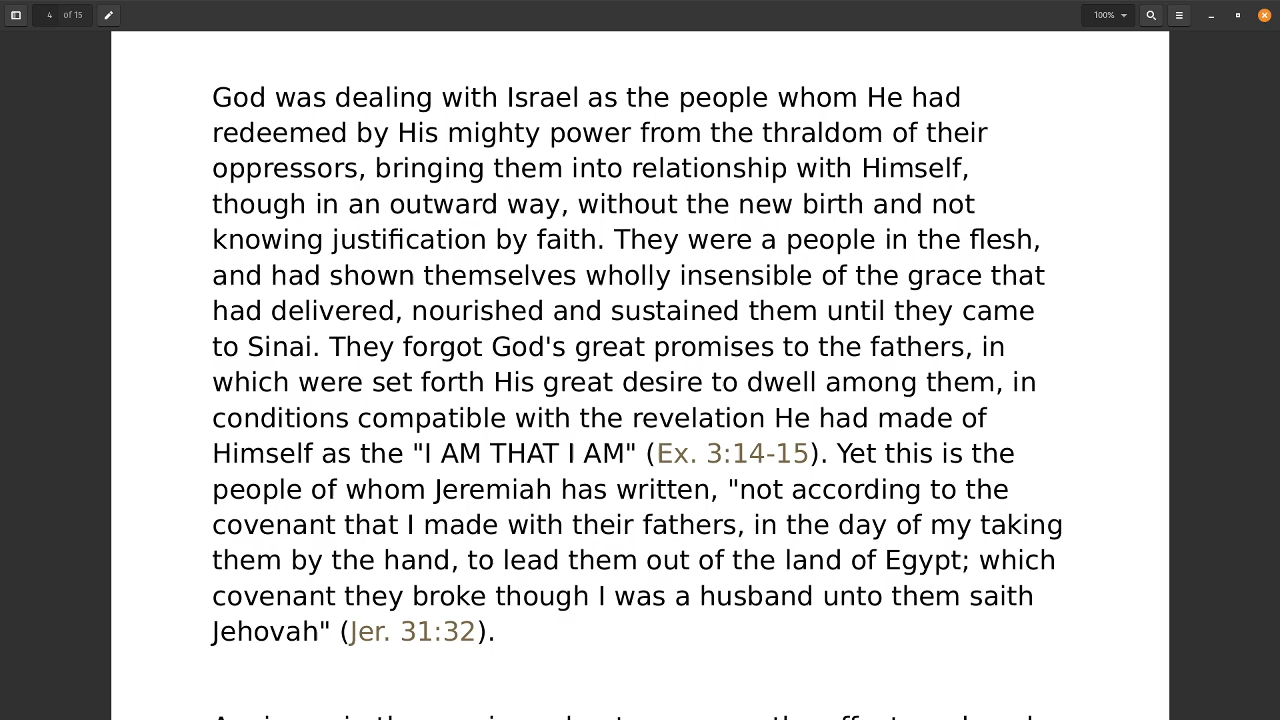 4 of 15
100%
God was dealing with Israel as the people whom He had
redeemed by His mighty power from the thraldom of their
oppressors, bringing them into relationship with Himself,
though in an outward way, without the new birth and not
knowing justification by faith. They were a people in the flesh,
and had shown themselves wholly insensible of the grace that
had delivered, nourished and sustained them until they came
to Sinai. They forgot God's great promises to the fathers, in
which were set forth His great desire to dwell among them, in
conditions compatible with the revelation He had made of
Himself as the "I AM THAT I AM" (Ex. 3:14-15). Yet this is the
people of whom Jeremiah has written, "not according to the
covenant that I made with their fathers, in the day of my taking
them by the hand, to lead them out of the land of Egypt; which
covenant they broke though I was a husband unto them saith
Jehovah" (Jer. 31:32).